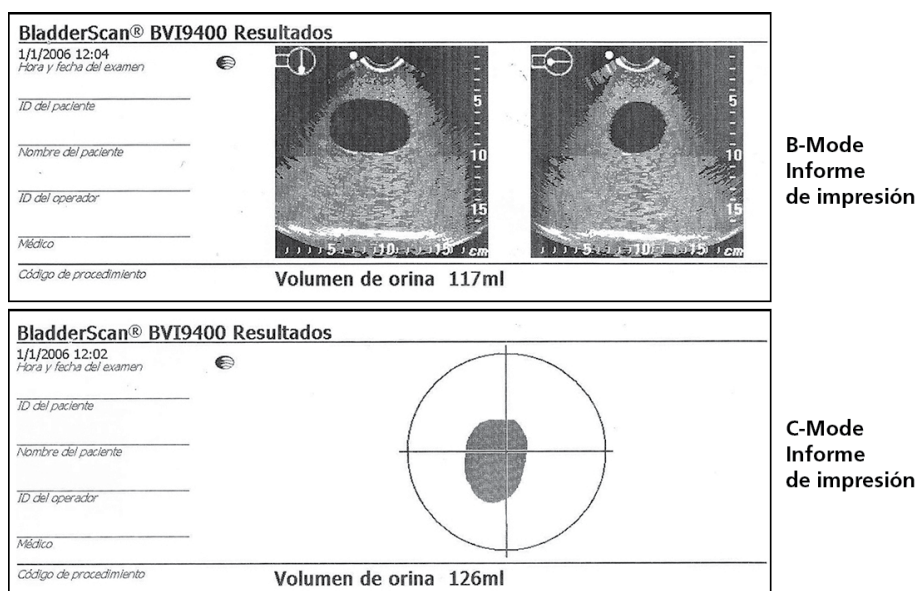 BladderScan® BVI9400 Resultados
1/1/2006 12:04
Hora y fecha del examen
ID del paciente
Nombre del paciente
ID del operador
Médico
Código de procedimiento
5
10
15
5 10 15 cm
5
10
15
5 10 15 cm
Volumen de orina 117ml
B-Mode
Informe
de impresión
BladderScan® BVI9400 Resultados
1/1/2006 12:02
Hora y fecha del examen
ID del paciente
Nombre del paciente
ID del operador
Médico
Código de procedimiento
Volumen de orina 126ml
C-Mode
Informe
de impresión